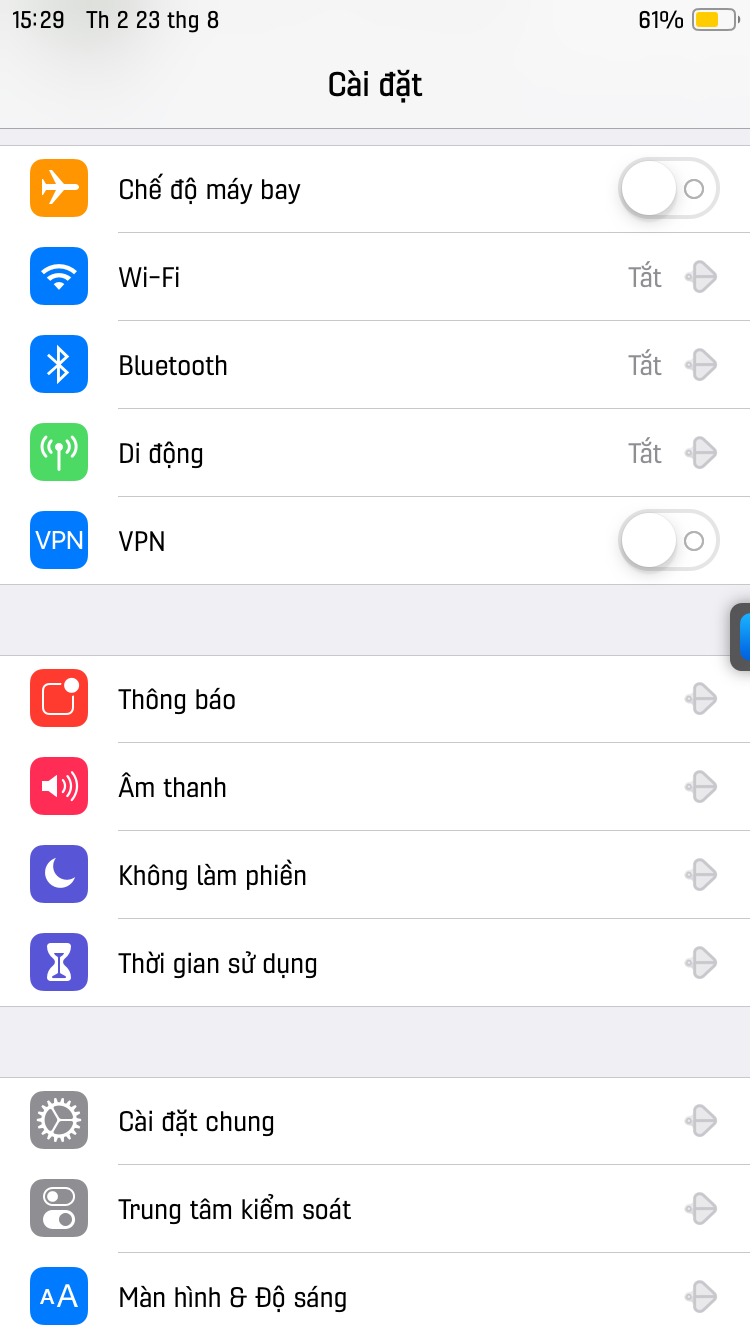 15:29 Th 2 23 thg 8 61%
Cài đặt
Chế độ máy bay
Wi-Fi Tắt
Bluetooth Tắt
Di động Tắt
VPN VPN
Thông báo
Âm thanh
Không làm phiền
Thời gian sử dụng
Cài đặt chung
Trung tâm kiểm soát
AA Màn hình & Độ sáng